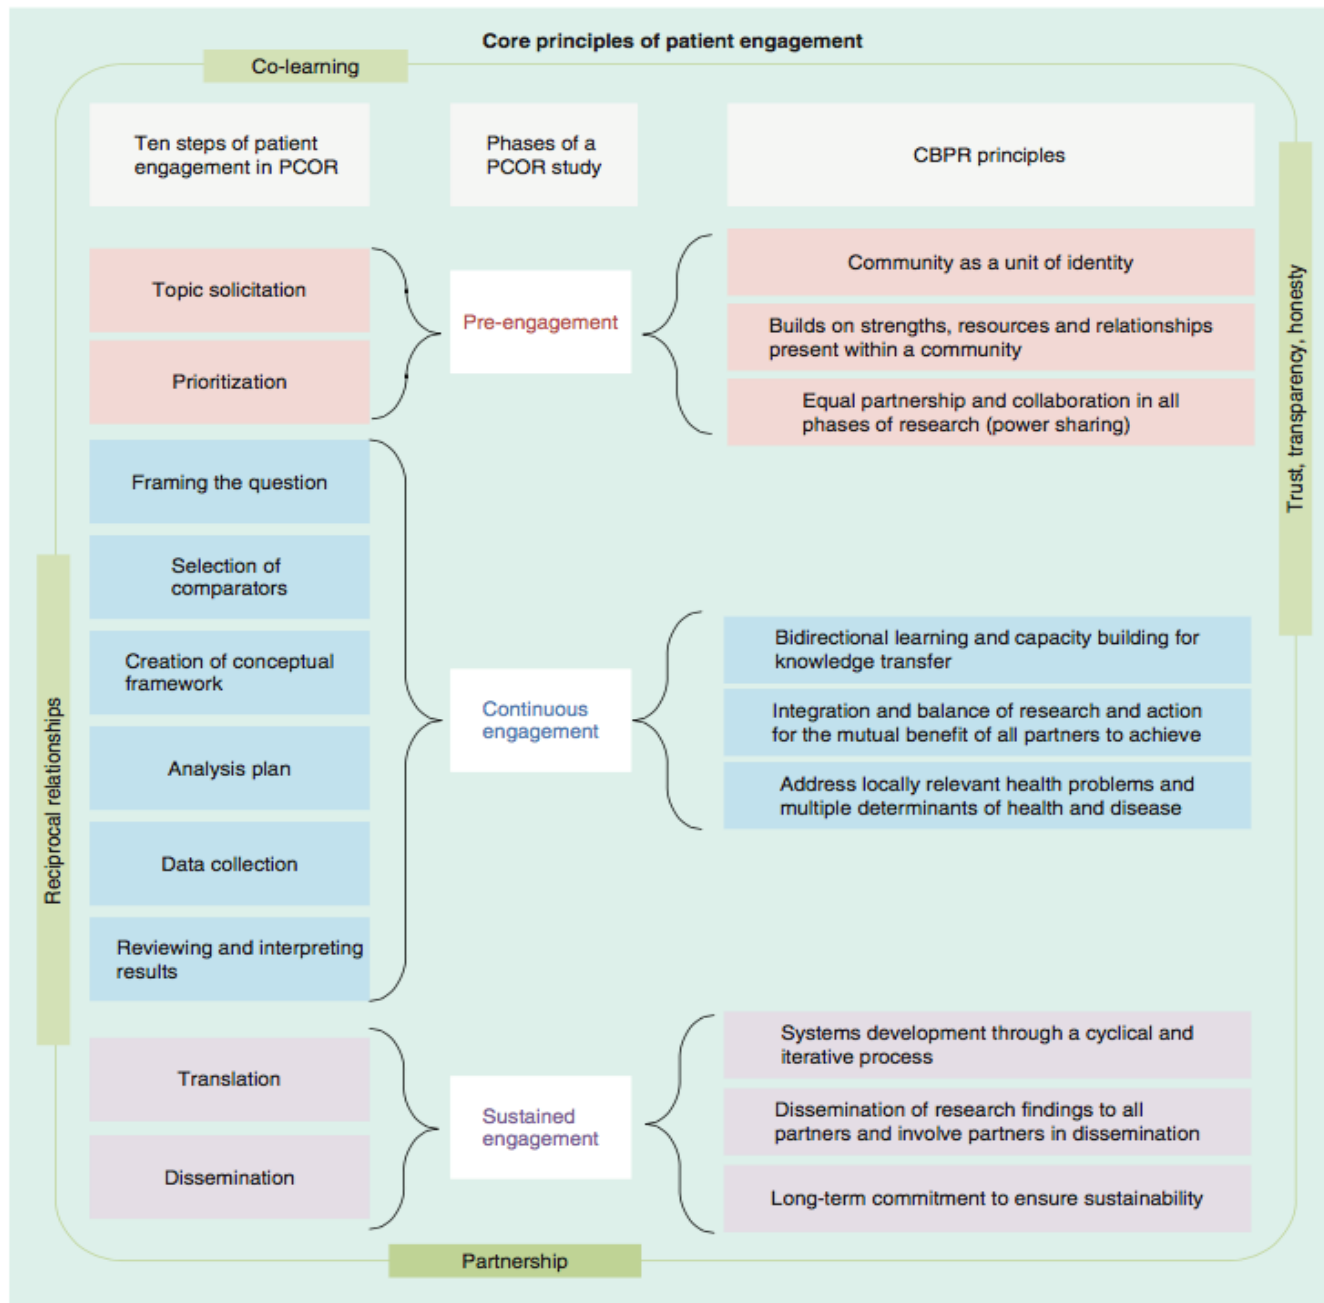 Core principles of patient engagement
Co-learning
Ten steps of patient
engagement in PCOR
Phases of a
PCOR study
CBPR principles
Topic solicitation
Prioritization
Pre-engagement
Community as a unit of identity
Builds on strengths, resources and relationships
present within a community
Equal partnership and collaboration in all
phases of research (power sharing)
Framing the question
Selection of
comparators
Creation of conceptual
framework
Analysis plan
Data collection
Reviewing and interpreting
results
Continuous
engagement
Bidirectional learning and capacity building for
knowledge transfer
Integration and balance of research and action
for the mutual benefit of all partners to achieve
Address locally relevant health problems and
multiple determinants of health and disease
Translation
Dissemination
Sustained
engagement
Systems development through a cyclical and
iterative process
Dissemination of research findings to all
partners and involve partners in dissemination
Long-term commitment to ensure sustainability
Reciprocal relationships
Trust, transparency, honesty
Partnership